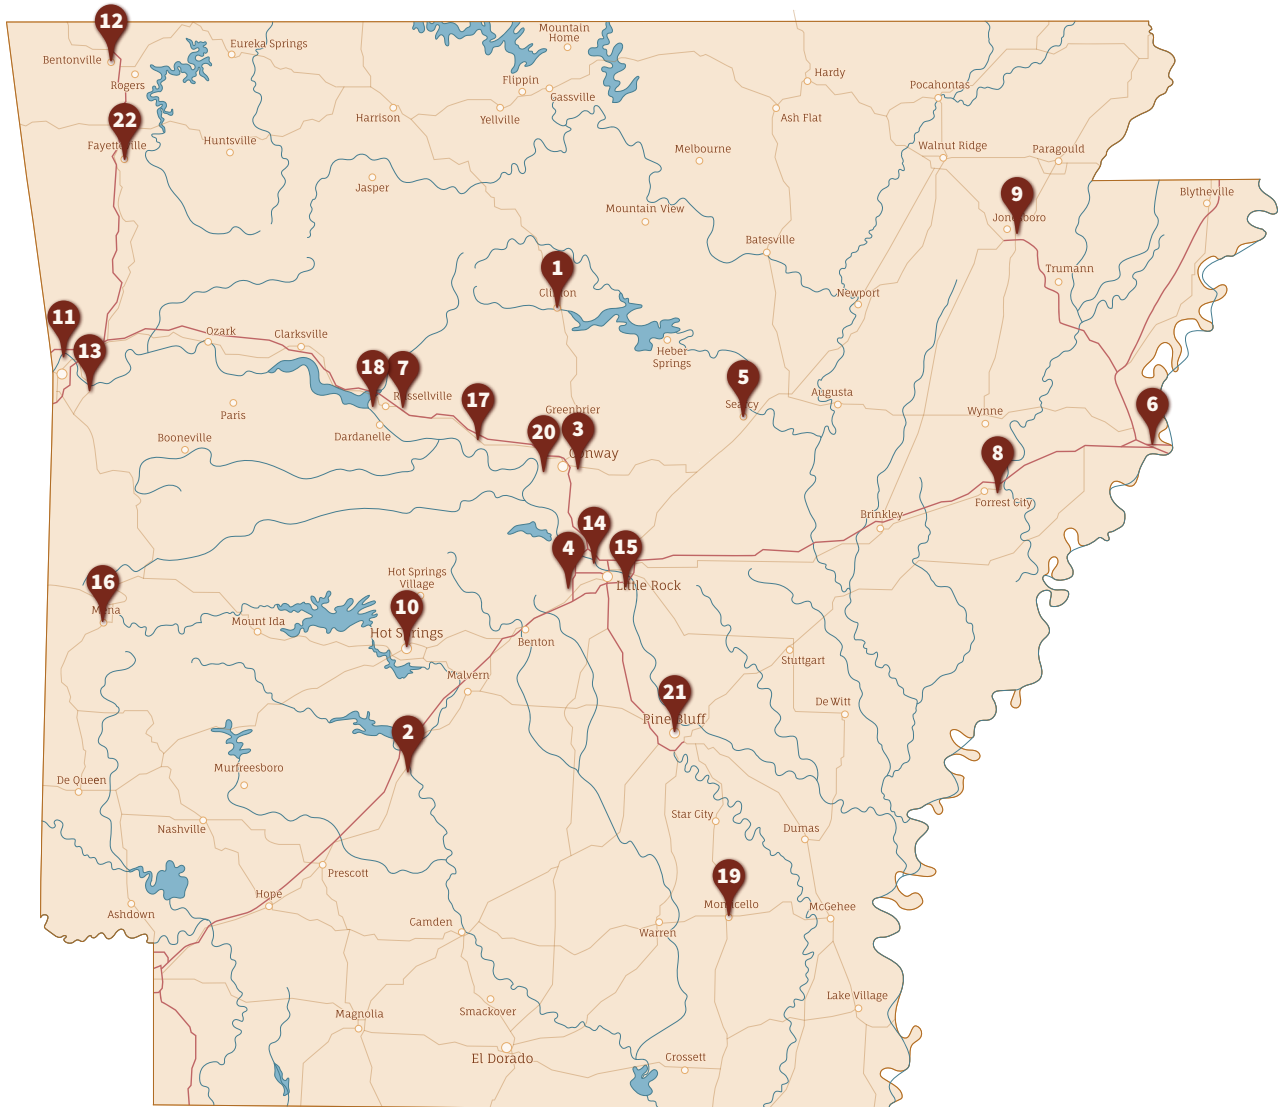 12
Bentonville
Rogers
Eureka Springs
Mountain
Home
Flippin
Gassville
Yellville
Harrison
Hardy
Ash Flat
Pocahontas
22
Fayetteville
Huntsville
Jasper
Melbourne
Walnut Ridge
Paragould
Mountain View
9
Jonesboro
Blytheville
Batesville
Trumann
1
Clinton
Newport
11
13
Ozark
Clarksville
Heber
Springs
18
7
Russellville
5
Searcy
Augusta
Paris
17
Greenbrier
Wynne
6
Dardanelle
Booneville
20
3
Conway
8
Forrest City
Brinkley
14
4
15
Little Rock
Hot Springs
Village
16
Mena
10
Hot Springs
Mount Ida
Benton
Stuttgart
Malvern
21
Pine Bluff
De Witt
2
Murfreesboro
De Queen
Nashville
Star City
Dumas
Prescott
19
Monticello
Hope
Ashdown
Camden
Warren
McGehee
Lake Village
Magnolia
Smackover
El Dorado
Crossett